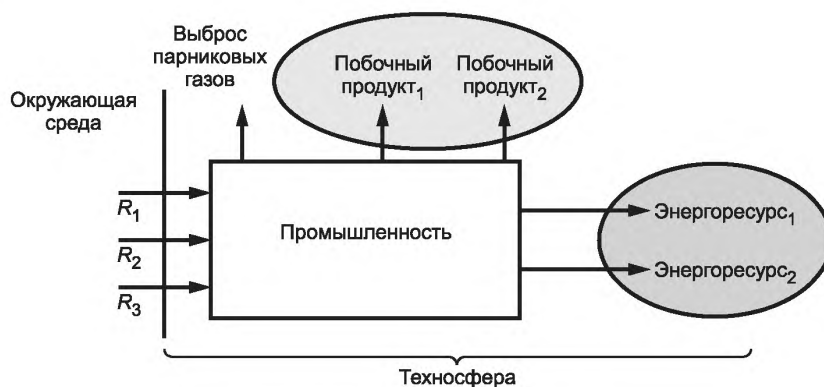 Выброс
парниковых
газов
Побочный
продукт₁
Побочный
продукт₂
Окружающая
среда
R₁
R₂
R₃
Промышленность
Энергоресурс₁
Энергоресурс₂
Техносфера